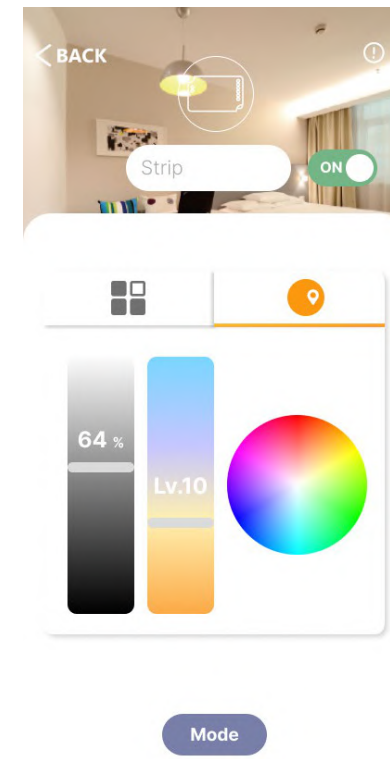 BACK
Strip
ON
64 %
Lv.10
Mode